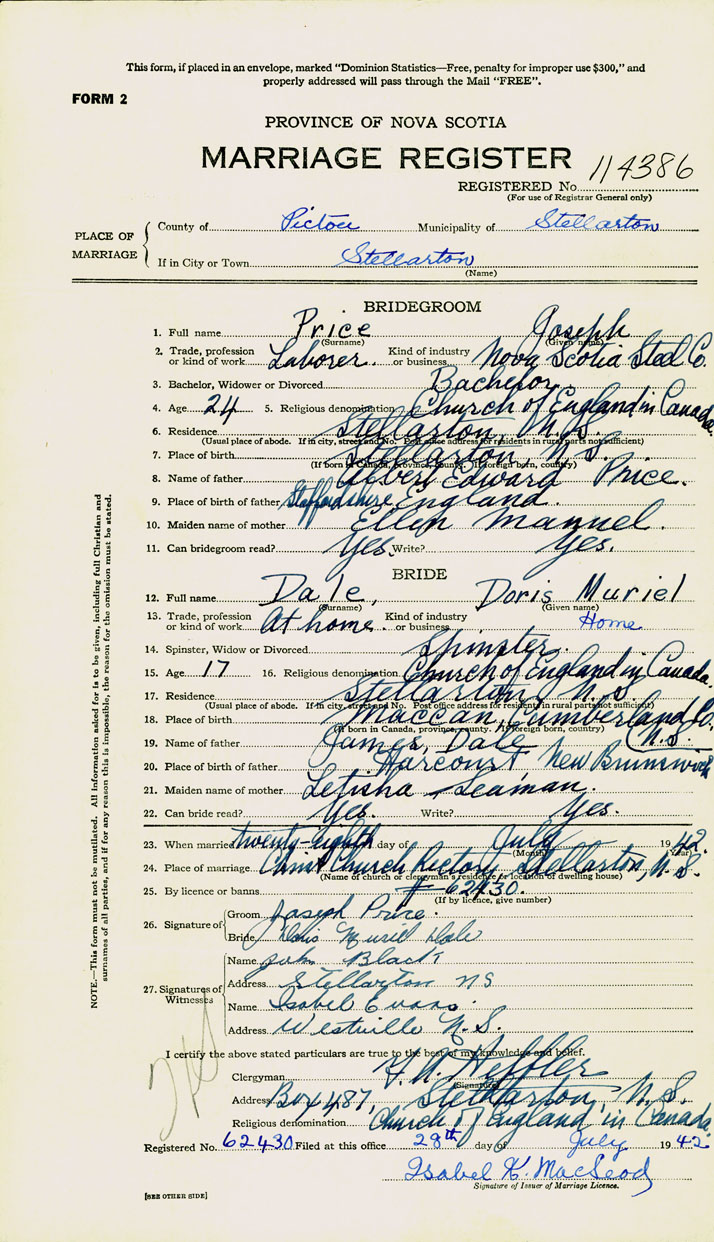 This form, if placed in an envelope, marked "Dominion Statistics—Free, penalty for improper use $300," and
properly addressed will pass through the Mail "FREE".
FORM 2
PROVINCE OF NOVA SCOTIA
MARRIAGE REGISTER
114386
REGISTERED No.
(For use of Registrar General only)
PLACE OF MARRIAGE
County of Pictou Municipality of Stellarton
If in City or Town Stellarton
(Name)
BRIDEGROOM
1. Full name Price Joseph
(Surname) (Given name)
2. Trade, profession or kind of work Laborer. Kind of industry or business Nova Scotia Steel Co.
3. Bachelor, Widower or Divorced Bachelor.
4. Age 24 5. Religious denomination Church of England in Canada.
6. Residence Stellarton, N.S.
(Usual place of abode. If in city, street and No. Post office address for residents in rural parts not sufficient)
7. Place of birth Stellarton, N.S.
(If born in Canada, province, county. If foreign born, country)
8. Name of father Albert Edward Price.
9. Place of birth of father Staffordshire, England.
10. Maiden name of mother Ellen Mannel.
11. Can bridegroom read? Yes. Write? Yes.
BRIDE
12. Full name Dale, Doris Muriel
(Surname) (Given name)
13. Trade, profession or kind of work At home. Kind of industry or business Home
14. Spinster, Widow or Divorced Spinster.
15. Age 17 16. Religious denomination Church of England in Canada.
17. Residence Stellarton, N.S.
(Usual place of abode. If in city, street and No. Post office address for residents in rural parts not sufficient)
18. Place of birth Maccan, Cumberland Co. N.S.
(If born in Canada, province, county. If foreign born, country)
19. Name of father James, Dale
20. Place of birth of father Harcourt New Brunswick
21. Maiden name of mother Letisha Seaman.
22. Can bride read? Yes. Write? Yes.
23. When married twenty-eighth day of July 1942.
(Month) (Year)
24. Place of marriage Christ Church Rectory, Stellarton, N.S.
(Name of church or clergyman's residence or location of dwelling house)
25. By licence or banns #-62430.
(If by licence, give number)
26. Signature of
Groom Joseph Price.
Bride Doris Muriel Dale
27. Signatures of Witnesses
Name John Black
Address Stellarton NS
Name Isabel Evans.
Address Westville N.S.
I certify the above stated particulars are true to the best of my knowledge and belief.
Clergyman Heffler
(Signature)
Address Box 487, Stellarton, N.S.
Religious denomination Church of England in Canada.
Registered No. 62430 Filed at this office 28th day of July 1942
Isabel K. MacLeod
Signature of Issuer of Marriage Licence.
[SEE OTHER SIDE]
NOTE.—This form must not be mutilated. All information asked for is to be given, including full Christian and
surnames of all parties, and if for any reason this is impossible, the reason for the omission must be stated.